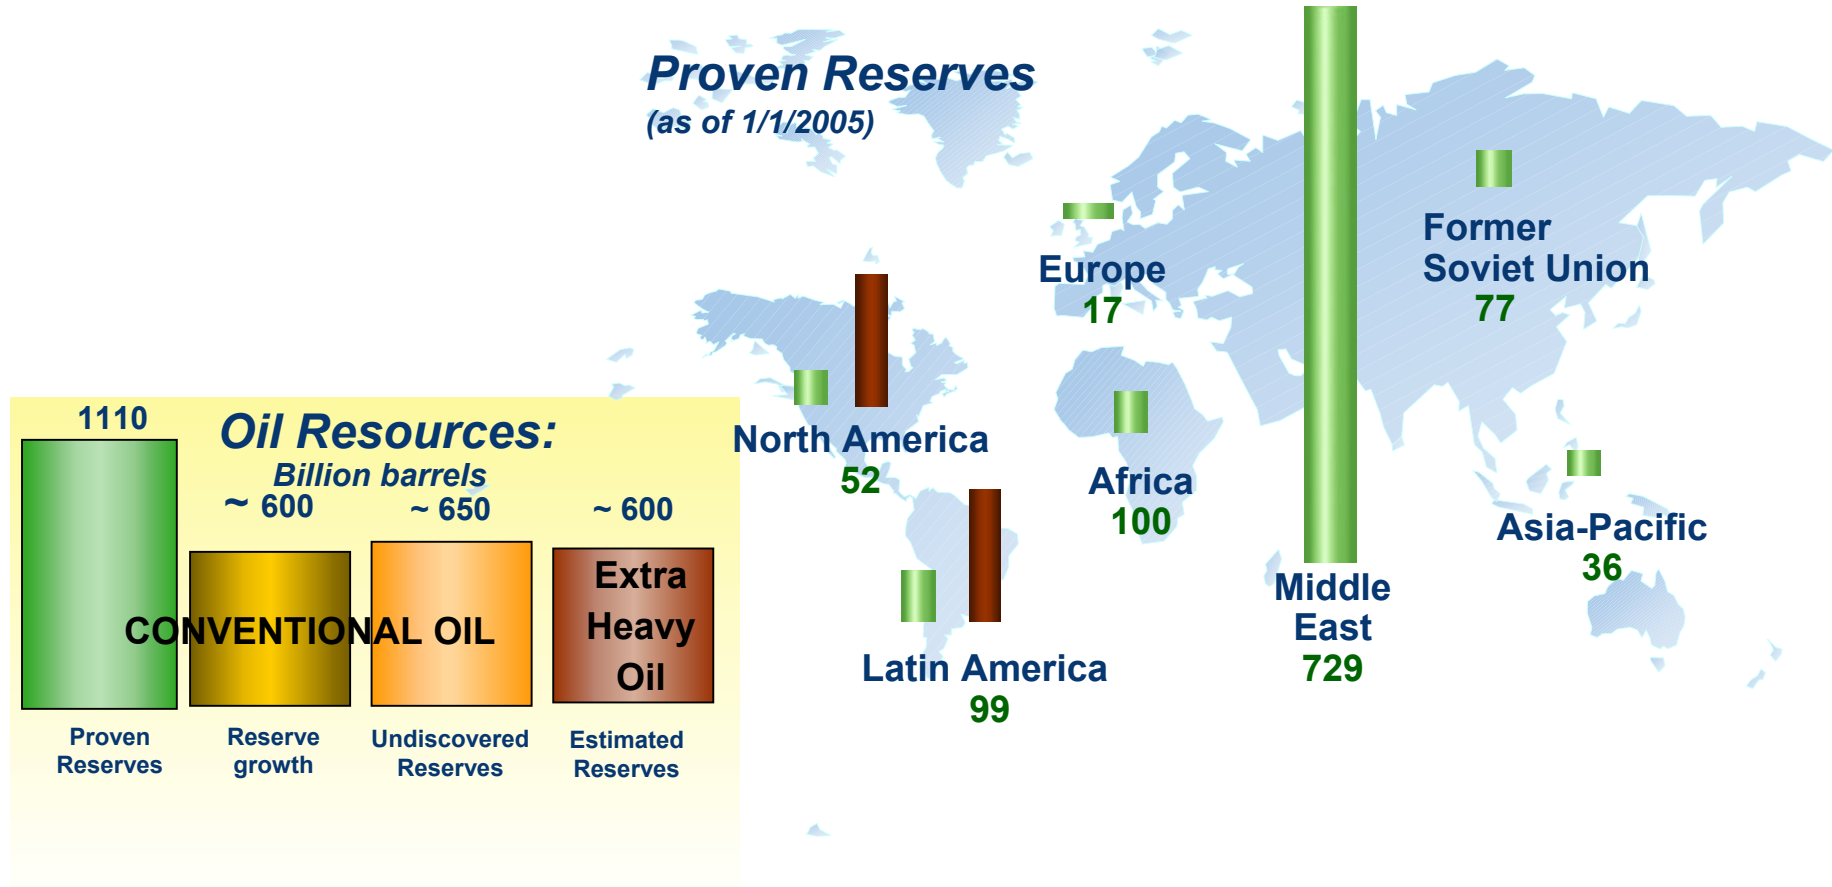 Proven Reserves
(as of 1/1/2005)
Former
Soviet Union
77
Europe
17
North America
52
Africa
100
Asia-Pacific
36
Middle
East
729
Latin America
99
Oil Resources:
Billion barrels
1110
~ 600
~ 650
~ 600
CONVENTIONAL OIL
Extra
Heavy
Oil
Proven
Reserves
Reserve
growth
Undiscovered
Reserves
Estimated
Reserves